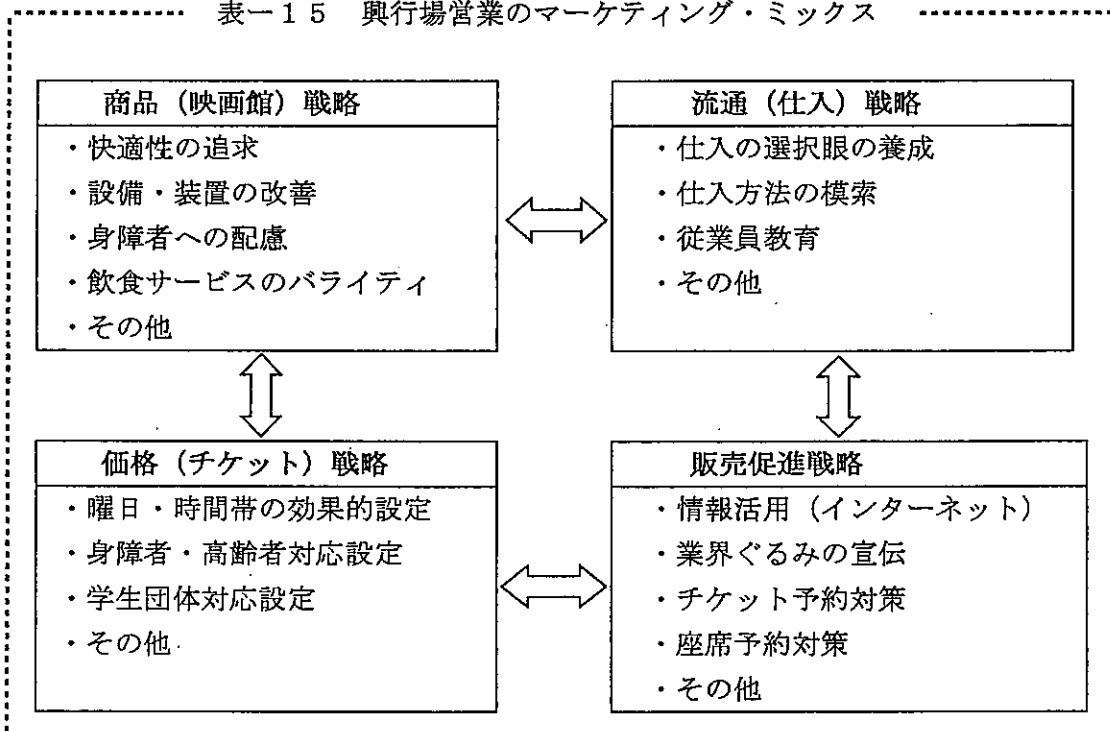 表ー１５　興行場営業のマーケティング・ミックス
商品（映画館）戦略
・快適性の追求
・設備・装置の改善
・身障者への配慮
・飲食サービスのバライティ
・その他
流通（仕入）戦略
・仕入の選択眼の養成
・仕入方法の模索
・従業員教育
・その他
価格（チケット）戦略
・曜日・時間帯の効果的設定
・身障者・高齢者対応設定
・学生団体対応設定
・その他
販売促進戦略
・情報活用（インターネット）
・業界ぐるみの宣伝
・チケット予約対策
・座席予約対策
・その他